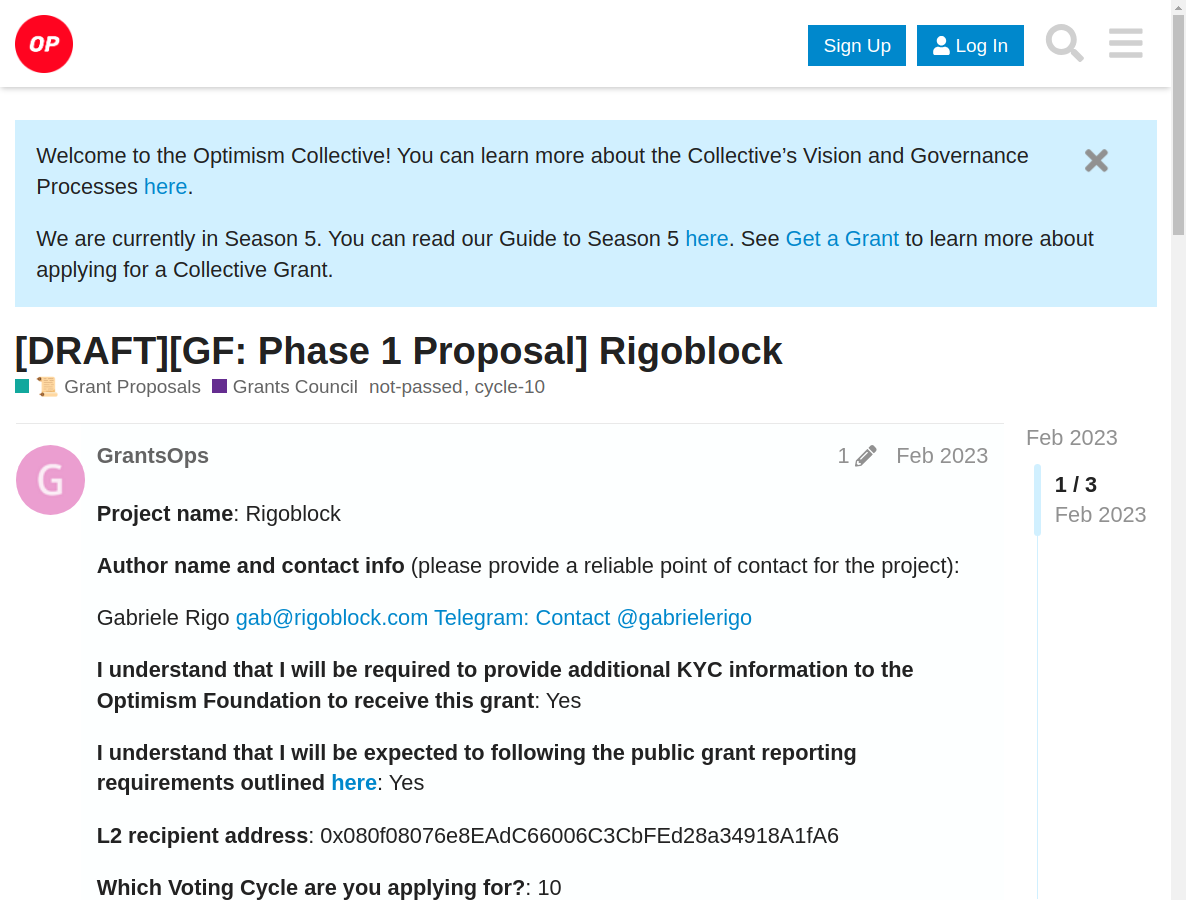 OP
Sign Up
Log In
Welcome to the Optimism Collective! You can learn more about the Collective’s Vision and Governance
Processes here.
We are currently in Season 5. You can read our Guide to Season 5 here. See Get a Grant to learn more about
applying for a Collective Grant.
[DRAFT][GF: Phase 1 Proposal] Rigoblock
📜 Grant Proposals Grants Council not-passed, cycle-10
G
GrantsOps
1
Feb 2023
Project name: Rigoblock
Author name and contact info (please provide a reliable point of contact for the project):
Gabriele Rigo gab@rigoblock.com Telegram: Contact @gabrielerigo
I understand that I will be required to provide additional KYC information to the
Optimism Foundation to receive this grant: Yes
I understand that I will be expected to following the public grant reporting
requirements outlined here: Yes
L2 recipient address: 0x080f08076e8EAdC66006C3CbFEd28a34918A1fA6
Which Voting Cycle are you applying for?: 10
Feb 2023
1 / 3
Feb 2023